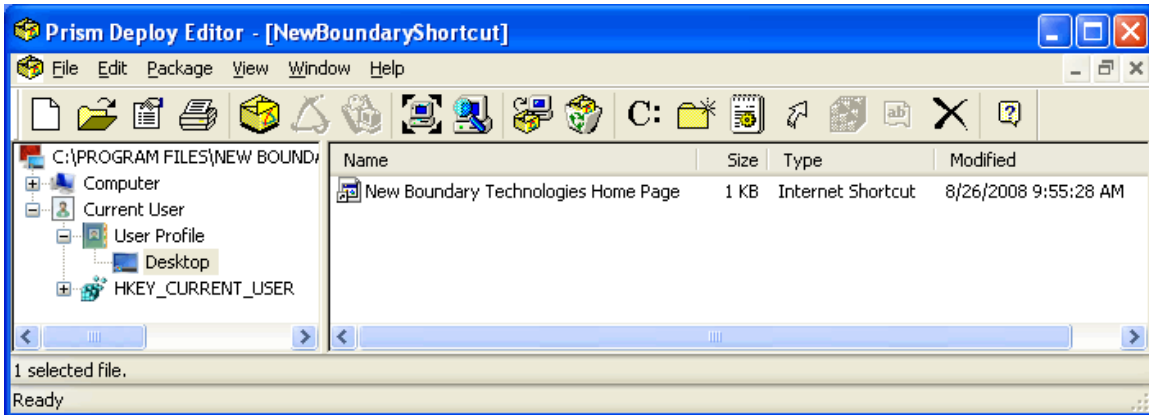 Prism Deploy Editor - [NewBoundaryShortcut]
File Edit Package View Window Help
C: ab
C:\PROGRAM FILES\NEW BOUND
Computer
Current User
User Profile
Desktop
HKEY_CURRENT_USER
Name Size Type Modified
New Boundary Technologies Home Page 1 KB Internet Shortcut 8/26/2008 9:55:28 AM
1 selected file.
Ready